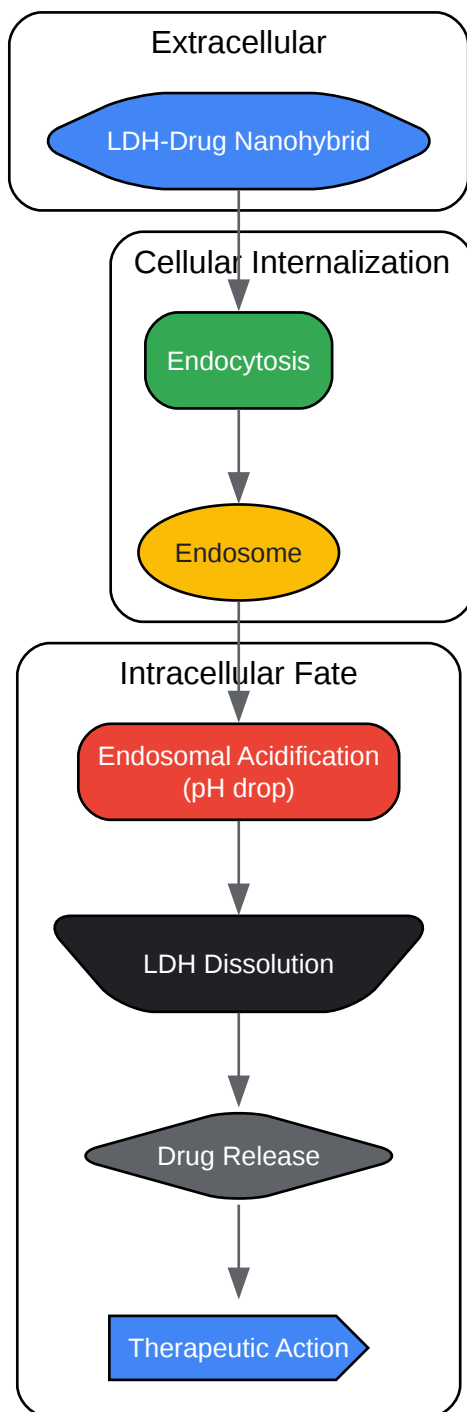 Extracellular
LDH-Drug Nanohybrid
Cellular Internalization
Endocytosis
Endosome
Intracellular Fate
Endosomal Acidification
(pH drop)
LDH Dissolution
Drug Release
Therapeutic Action